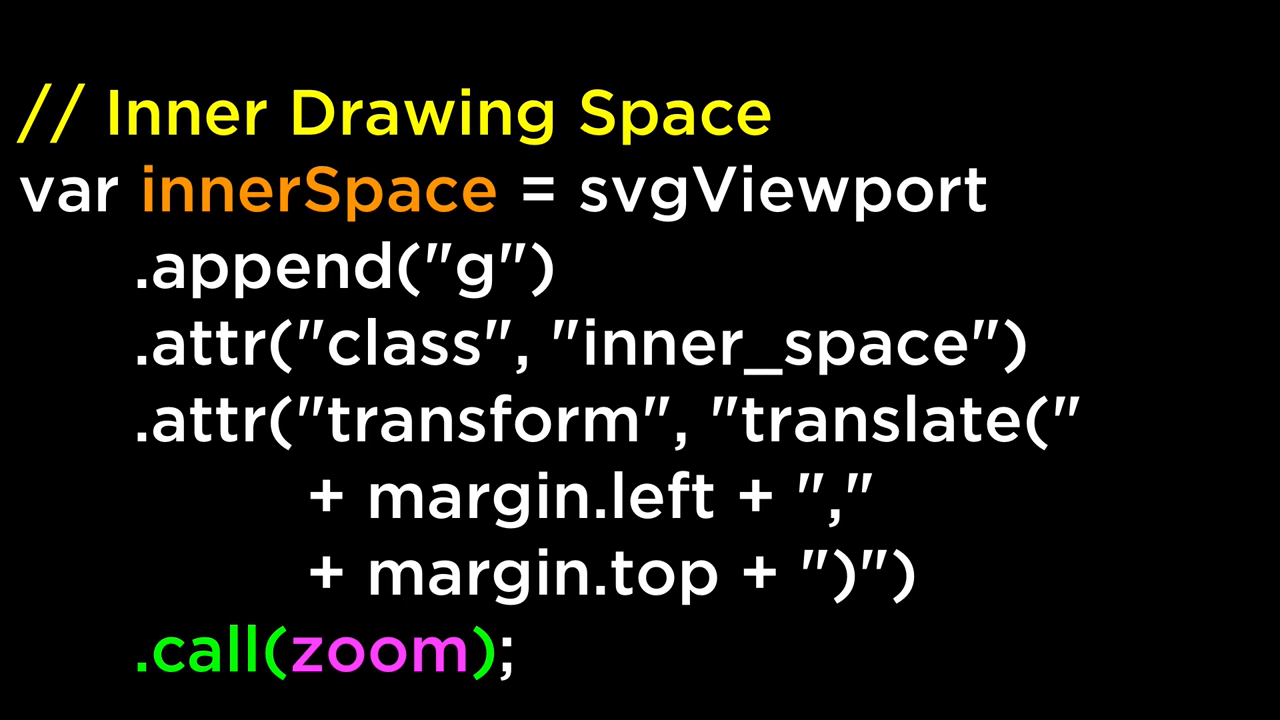 // Inner Drawing Space
var innerSpace = svgViewport
.append("g")
.attr("class", "inner_space")
.attr("transform", "translate("
+ margin.left + ","
+ margin.top + ")")
.call(zoom);